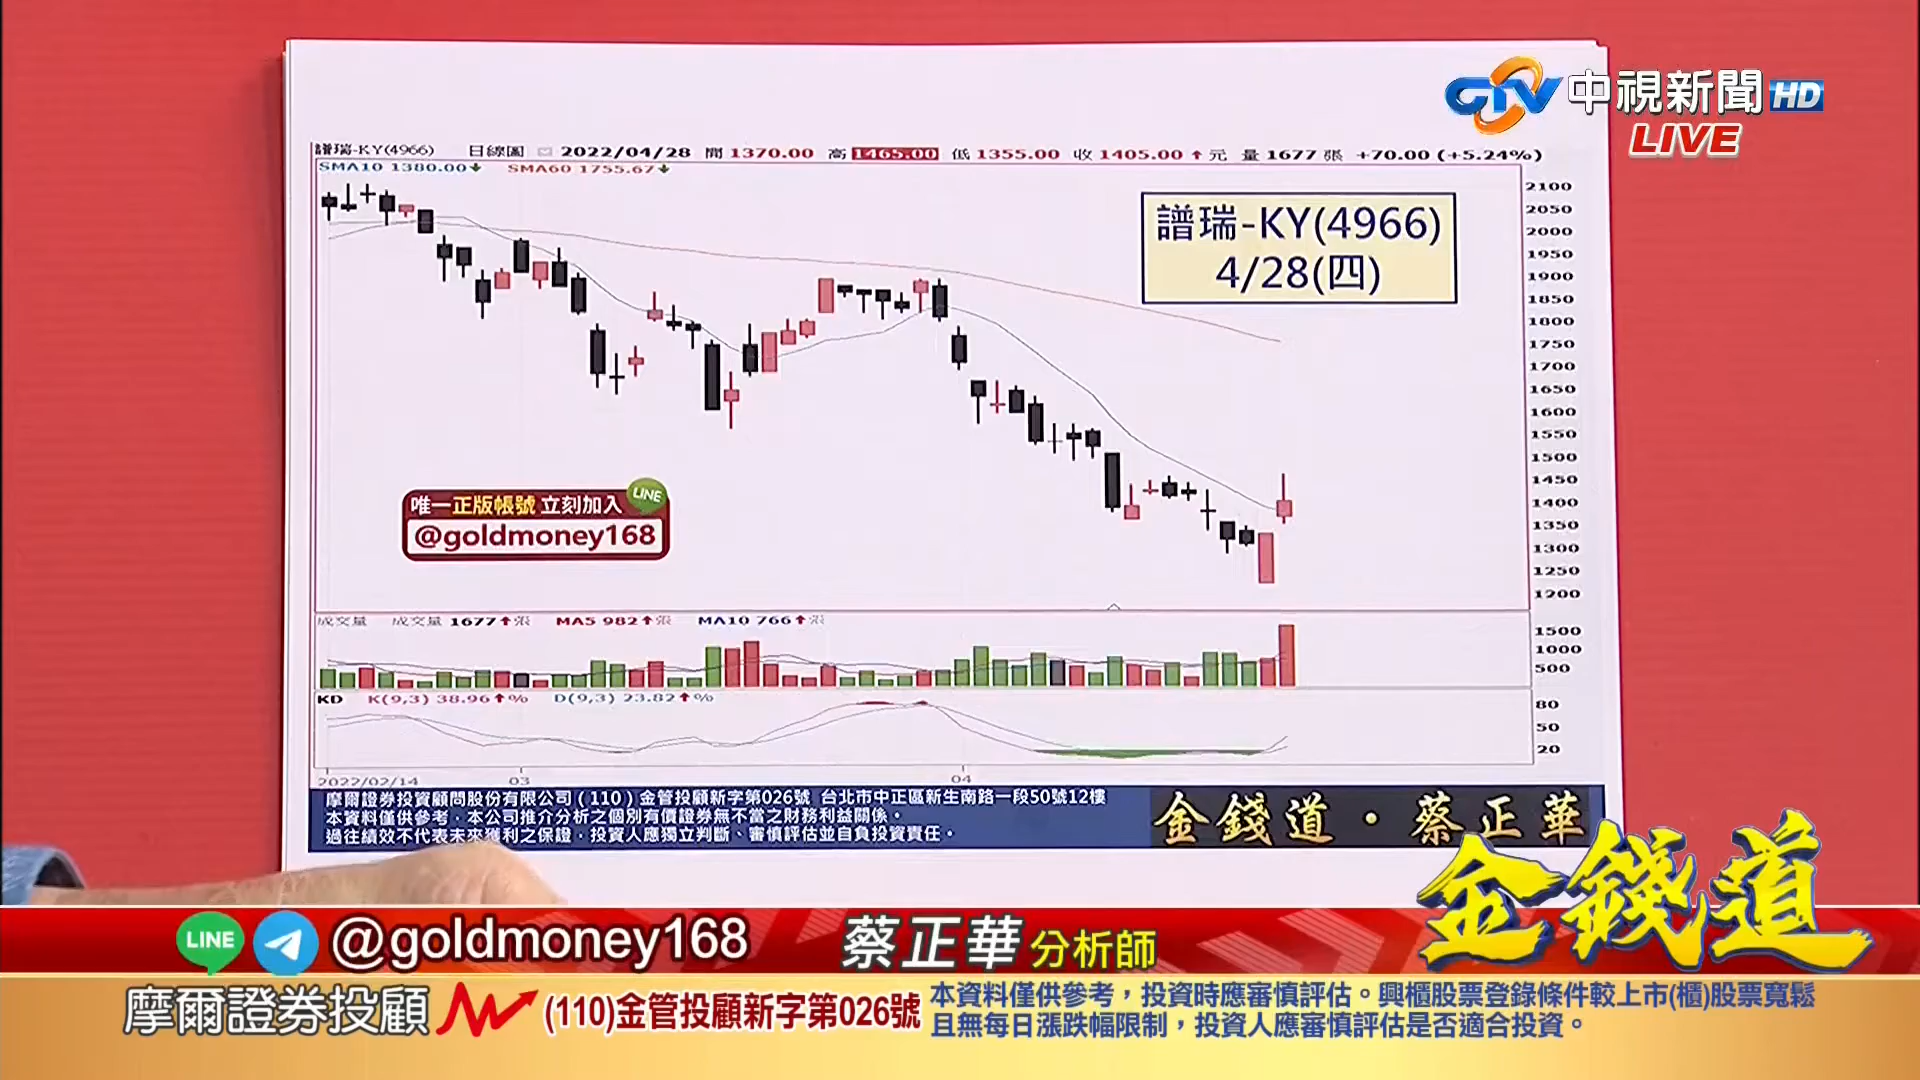 CTV 中視新聞 HD
LIVE
譜瑞-KY(4966) 日線圖 2022/04/28 開 1370.00 高 1465.00 低 1355.00 收 1405.00↑元 量 1677 張 +70.00 (+5.24%)
SMA10 1380.00↓ SMA60 1755.67↓
譜瑞-KY(4966)
4/28(四)
2100
2050
2000
1950
1900
1850
1800
1750
1700
1650
1600
1550
1500
1450
1400
1350
1300
1250
1200
唯一正版帳號 立刻加入 LINE
@goldmoney168
成交量 成交量 1677↑張 MA5 982↑張 MA10 766↑張
1500
1000
500
KD K(9,3) 38.96↑% D(9,3) 23.82↑%
80
50
20
2022/02/14 03 04
摩爾證券投資顧問股份有限公司(110)金管投顧新字第026號 台北市中正區新生南路一段50號12樓
本資料僅供參考，本公司推介分析之個別有價證券無不當之財務利益關係。
過往績效不代表未來獲利之保證，投資人應獨立判斷、審慎評估並自負投資責任。
金錢道・蔡正華
金錢道
LINE @goldmoney168 蔡正華 分析師
摩爾證券投顧 (110)金管投顧新字第026號
本資料僅供參考，投資時應審慎評估。興櫃股票登錄條件較上市(櫃)股票寬鬆
且無每日漲跌幅限制，投資人應審慎評估是否適合投資。